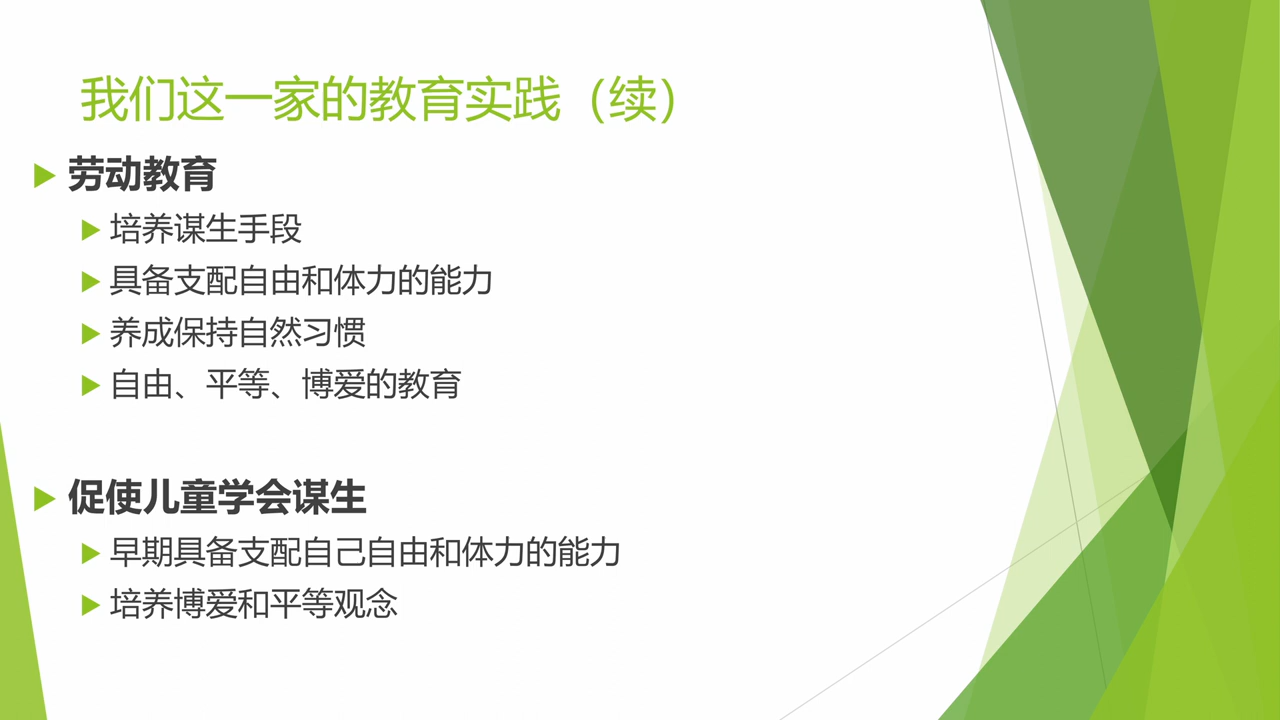 我们这一家的教育实践（续）
劳动教育
培养谋生手段
具备支配自由和体力的能力
养成保持自然习惯
自由、平等、博爱的教育
促使儿童学会谋生
早期具备支配自己自由和体力的能力
培养博爱和平等观念